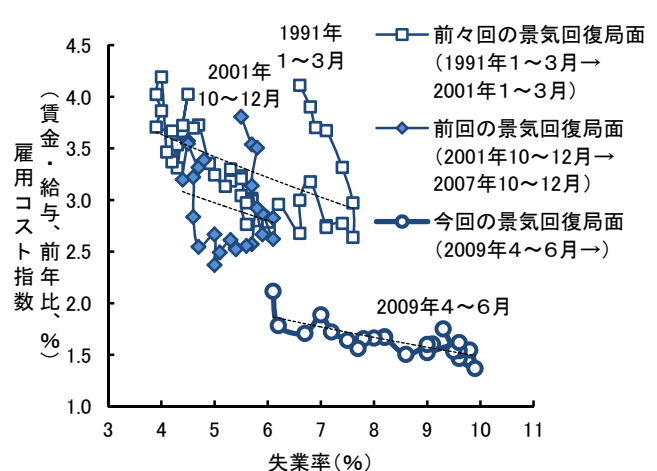 雇用コスト指数
（賃金・給与、前年比、%）
4.5
4.0
3.5
3.0
2.5
2.0
1.5
1.0
3
4
5
6
7
8
9
10
11
失業率（%）
1991年
1～3月
2001年
10～12月
2009年4～6月
前々回の景気回復局面
（1991年1～3月→
2001年1～3月）
前回の景気回復局面
（2001年10～12月→
2007年10～12月）
今回の景気回復局面
（2009年4～6月→）